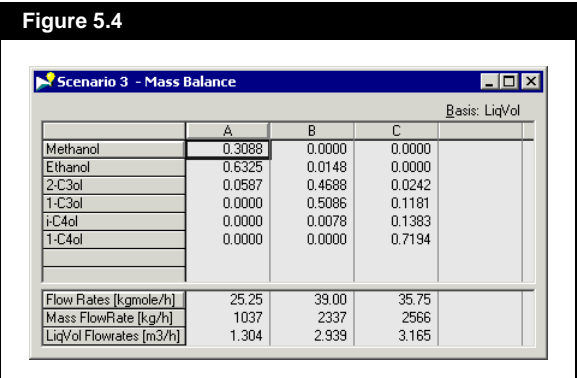 Figure 5.4
Scenario 3 - Mass Balance
Basis: LiqVol
A B C
Methanol 0.3088 0.0000 0.0000
Ethanol 0.6325 0.0148 0.0000
2-C3ol 0.0587 0.4688 0.0242
1-C3ol 0.0000 0.5086 0.1181
i-C4ol 0.0000 0.0078 0.1383
1-C4ol 0.0000 0.0000 0.7194
Flow Rates [kgmole/h] 25.25 39.00 35.75
Mass FlowRate [kg/h] 1037 2337 2566
LiqVol Flowrates [m3/h] 1.304 2.939 3.165